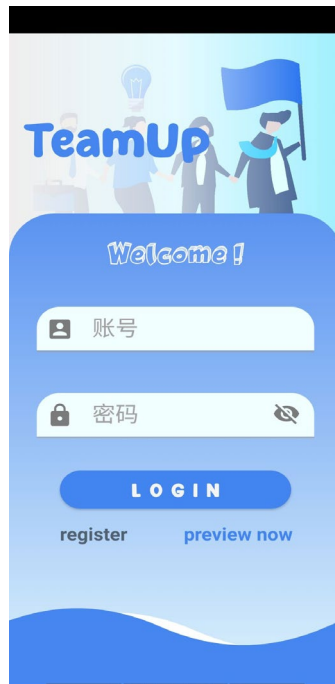 TeamUp
Welcome!
账号
密码
LOGIN
register preview now